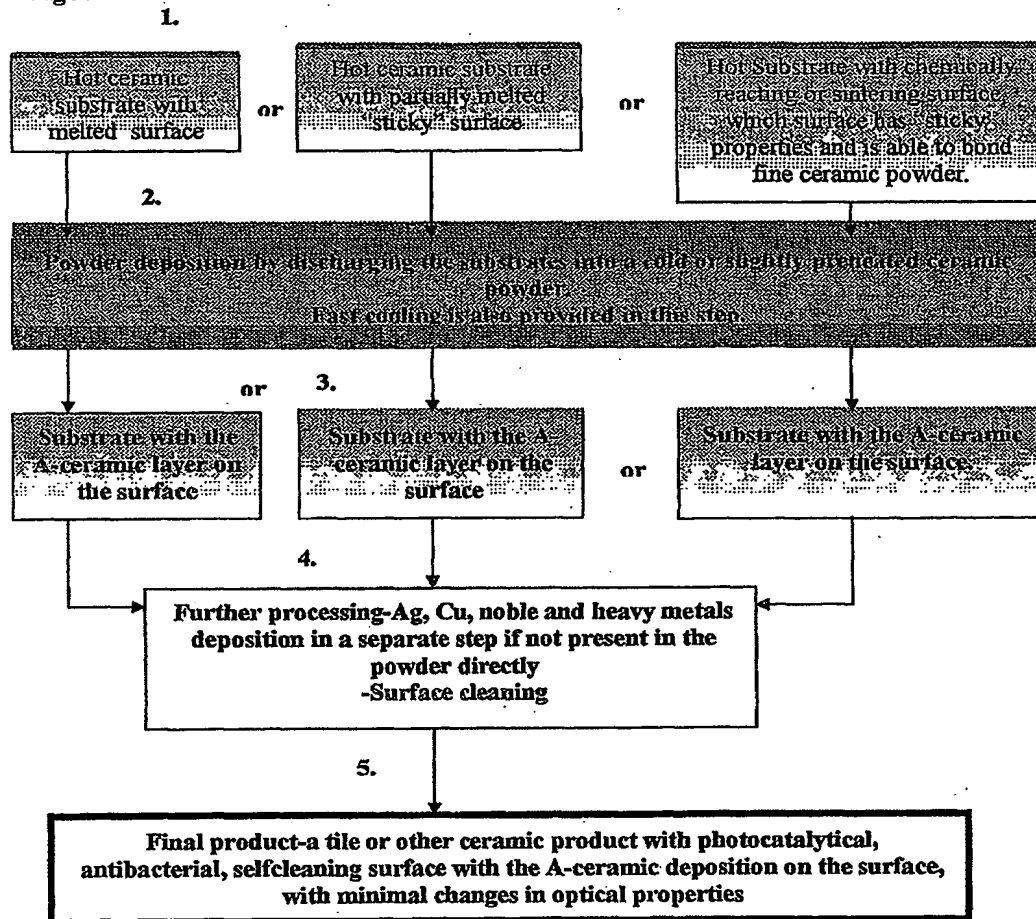 1.
Hot ceramic
substrate with
melted surface
or
Hot ceramic substrate
with partially melted
"sticky" surface
or
Hot Substrate with chemically
reacting or sintering surface
which surface has "sticky"
properties and is able to bond
fine ceramic powder.
2.
Powder deposition by discharging the substrates into a cold or slightly preheated ceramic
powder.
Fast cooling is also provided in this step.
or
3.
Substrate with the
A-ceramic layer on
the surface
Substrate with the A-
ceramic layer on the
surface
or
Substrate with the A-ceramic
layer on the surface.
4.
Further processing-Ag, Cu, noble and heavy metals
deposition in a separate step if not present in the
powder directly
-Surface cleaning
5.
Final product-a tile or other ceramic product with photocatalytical,
antibacterial, selfcleaning surface with the A-ceramic deposition on the surface,
with minimal changes in optical properties